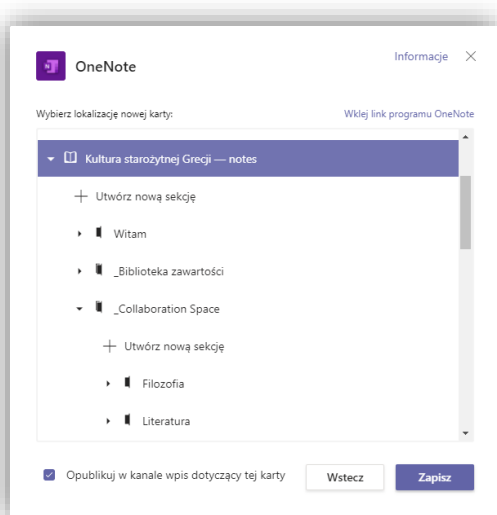 OneNote
Informacje
Wybierz lokalizację nowej karty:
Wklej link programu OneNote
Kultura starożytnej Grecji — notes
Utwórz nową sekcję
Witam
_Biblioteka zawartości
_Collaboration Space
Utwórz nową sekcję
Filozofia
Literatura
Opublikuj w kanale wpis dotyczący tej karty
Wstecz
Zapisz